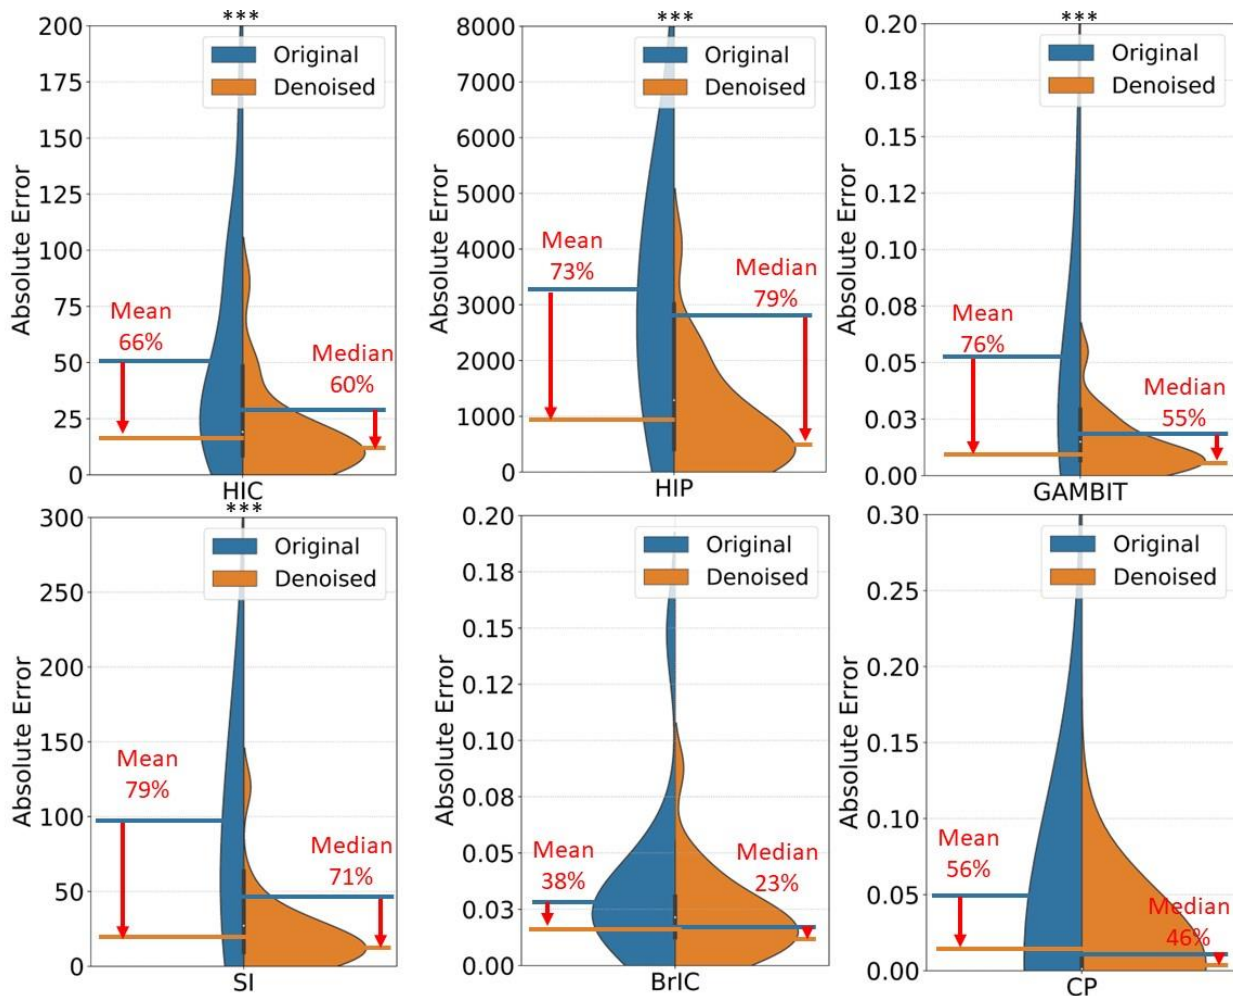 ***
200
175
150
125
100
75
50
25
0
Absolute Error
Original
Denoised
Mean
66%
Median
60%
HIC
***
8000
7000
6000
5000
4000
3000
2000
1000
0
Absolute Error
Original
Denoised
Mean
73%
Median
79%
HIP
***
0.20
0.18
0.15
0.12
0.10
0.08
0.05
0.03
0.00
Absolute Error
Original
Denoised
Mean
76%
Median
55%
GAMBIT
***
300
250
200
150
100
50
0
Absolute Error
Original
Denoised
Mean
79%
Median
71%
SI
0.20
0.18
0.15
0.12
0.10
0.08
0.05
0.03
0.00
Absolute Error
Original
Denoised
Mean
38%
Median
23%
BrIC
0.30
0.25
0.20
0.15
0.10
0.05
0.00
Absolute Error
Original
Denoised
Mean
56%
Median
46%
CP